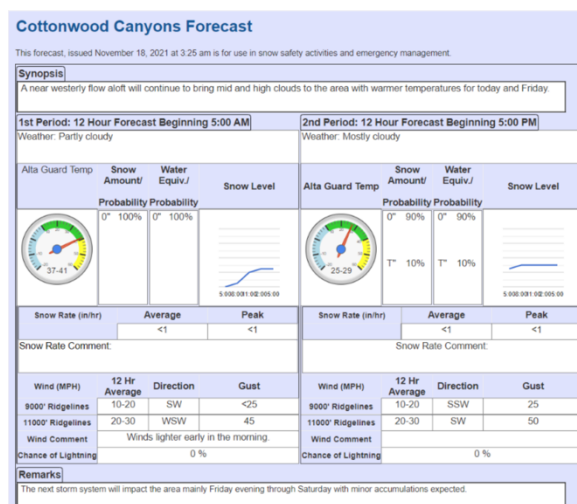 Cottonwood Canyons Forecast
This forecast, issued November 18, 2021 at 3:25 am is for use in snow safety activities and emergency management.
Synopsis
A near westerly flow aloft will continue to bring mid and high clouds to the area with warmer temperatures for today and Friday.
1st Period: 12 Hour Forecast Beginning 5:00 AM
Weather: Partly cloudy
Alta Guard Temp
Snow Amount/ Probability
Water Equiv./ Probability
Snow Level
37-41
0" 100%
0" 100%
Snow Rate (in/hr) Average Peak
<1 <1
Snow Rate Comment:
Wind (MPH) 12 Hr Average Direction Gust
9000' Ridgelines 10-20 SW <25
11000' Ridgelines 20-30 WSW 45
Wind Comment Winds lighter early in the morning.
Chance of Lightning 0 %
2nd Period: 12 Hour Forecast Beginning 5:00 PM
Weather: Mostly cloudy
Alta Guard Temp
Snow Amount/ Probability
Water Equiv./ Probability
Snow Level
25-29
0" 90%
T" 10%
0" 90%
10%
Snow Rate (in/hr) Average Peak
<1 <1
Snow Rate Comment:
Wind (MPH) 12 Hr Average Direction Gust
9000' Ridgelines 10-20 SSW 25
11000' Ridgelines 20-30 SW 50
Wind Comment
Chance of Lightning 0 %
Remarks
The next storm system will impact the area mainly Friday evening through Saturday with minor accumulations expected.